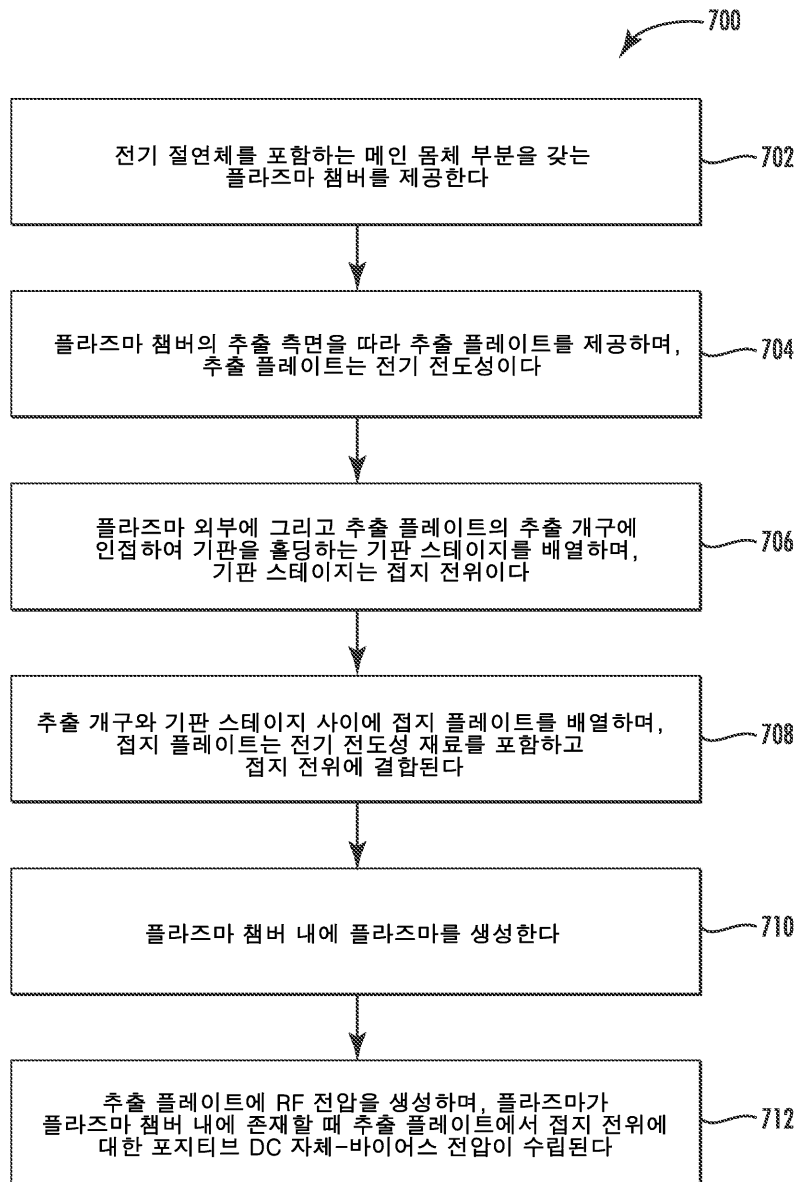 700
전기 절연체를 포함하는 메인 몸체 부분을 갖는
플라즈마 챔버를 제공한다
702
플라즈마 챔버의 추출 측면을 따라 추출 플레이트를 제공하며,
추출 플레이트는 전기 전도성이다
704
플라즈마 외부에 그리고 추출 플레이트의 추출 개구에
인접하여 기판을 홀딩하는 기판 스테이지를 배열하며,
기판 스테이지는 접지 전위이다
706
추출 개구와 기판 스테이지 사이에 접지 플레이트를 배열하며,
접지 플레이트는 전기 전도성 재료를 포함하고
접지 전위에 결합된다
708
플라즈마 챔버 내에 플라즈마를 생성한다
710
추출 플레이트에 RF 전압을 생성하며, 플라즈마가
플라즈마 챔버 내에 존재할 때 추출 플레이트에서 접지 전위에
대한 포지티브 DC 자체-바이어스 전압이 수립된다
712